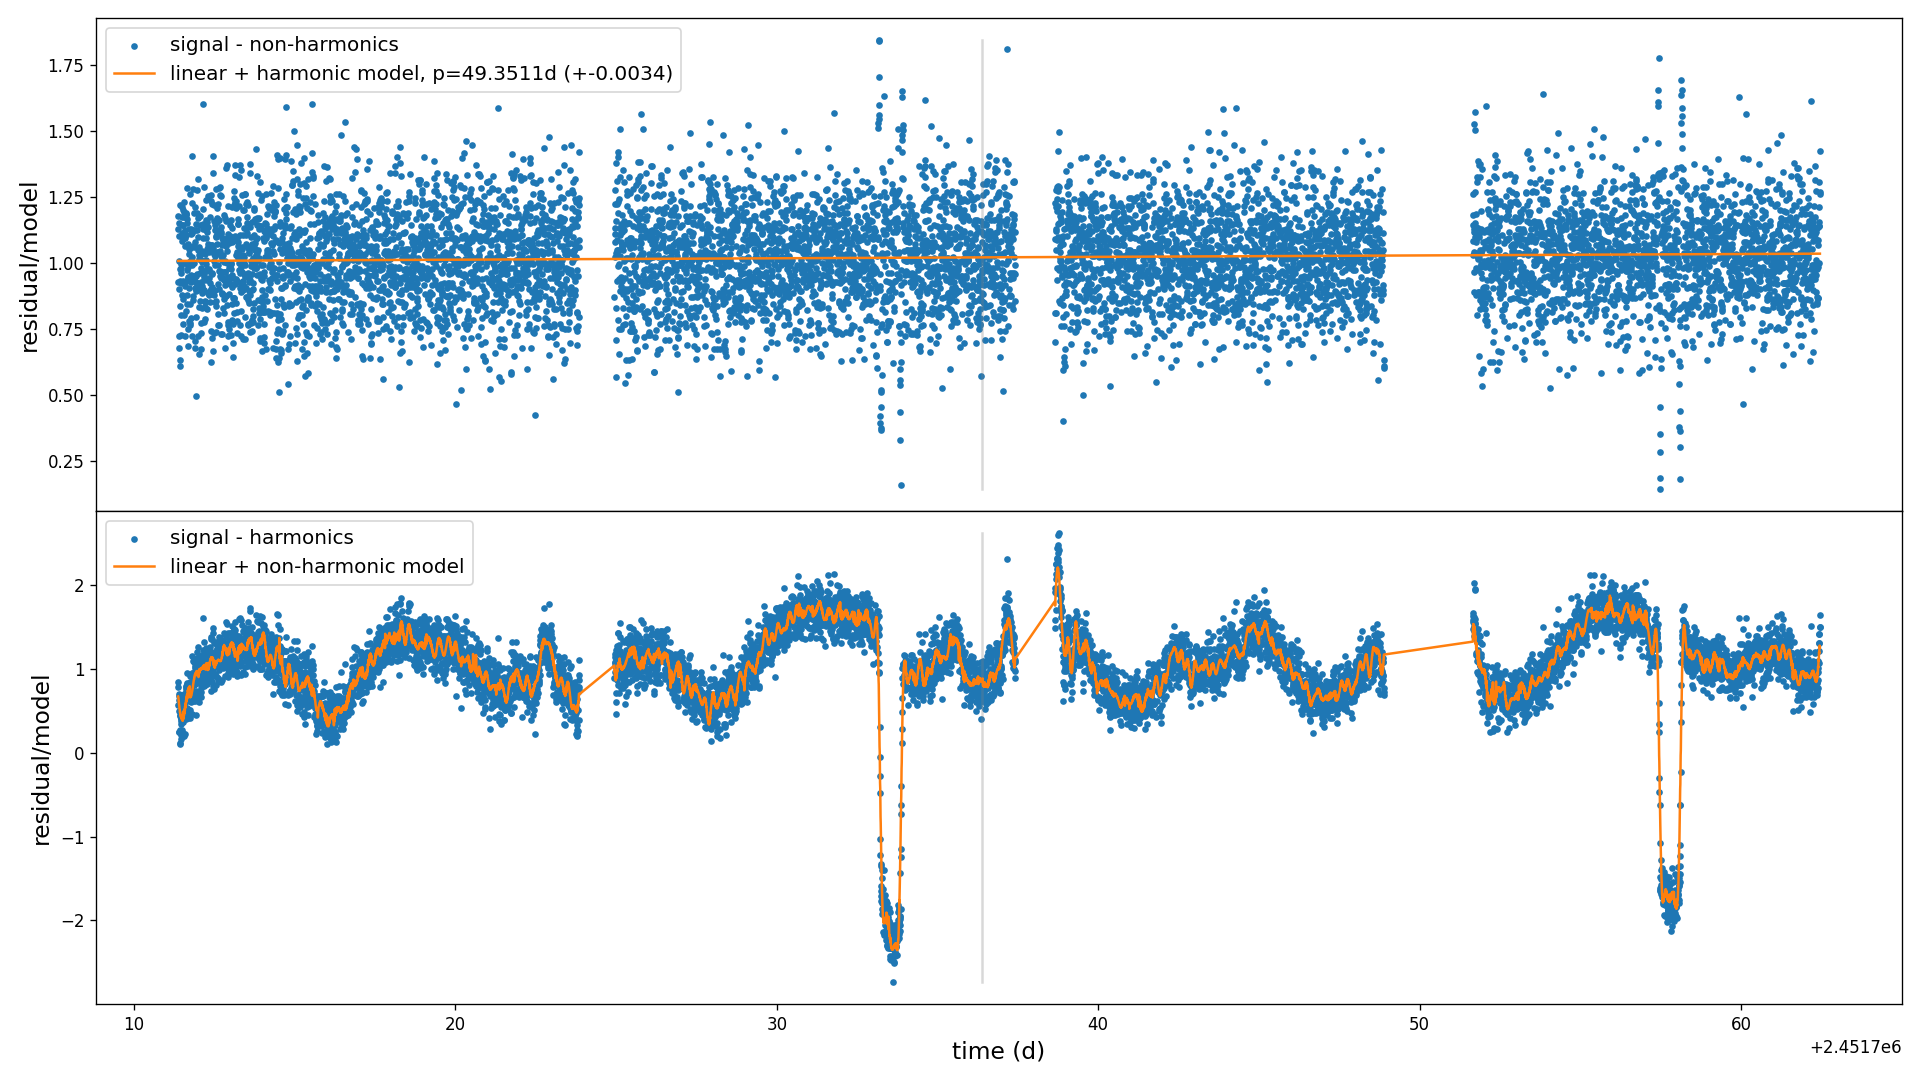 signal - non-harmonics
linear + harmonic model, p=49.3511d (+-0.0034)
1.75
1.50
1.25
1.00
0.75
0.50
0.25
residual/model
signal - harmonics
linear + non-harmonic model
2
1
0
−1
−2
residual/model
10 20 30 40 50 60
time (d)
+2.4517e6